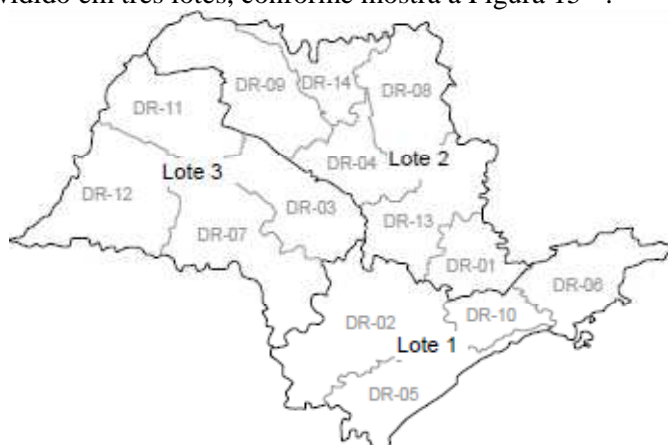 vidido em três lotes, conforme mostra a Figura 13
DR-14
DR-09
DR-08
DR-11
DR-04
Lote 2
Lote 3
DR-12
DR-03
DR-13
DR-07
DR-01
DR-06
DR-10
DR-02
Lote 1
DR-05